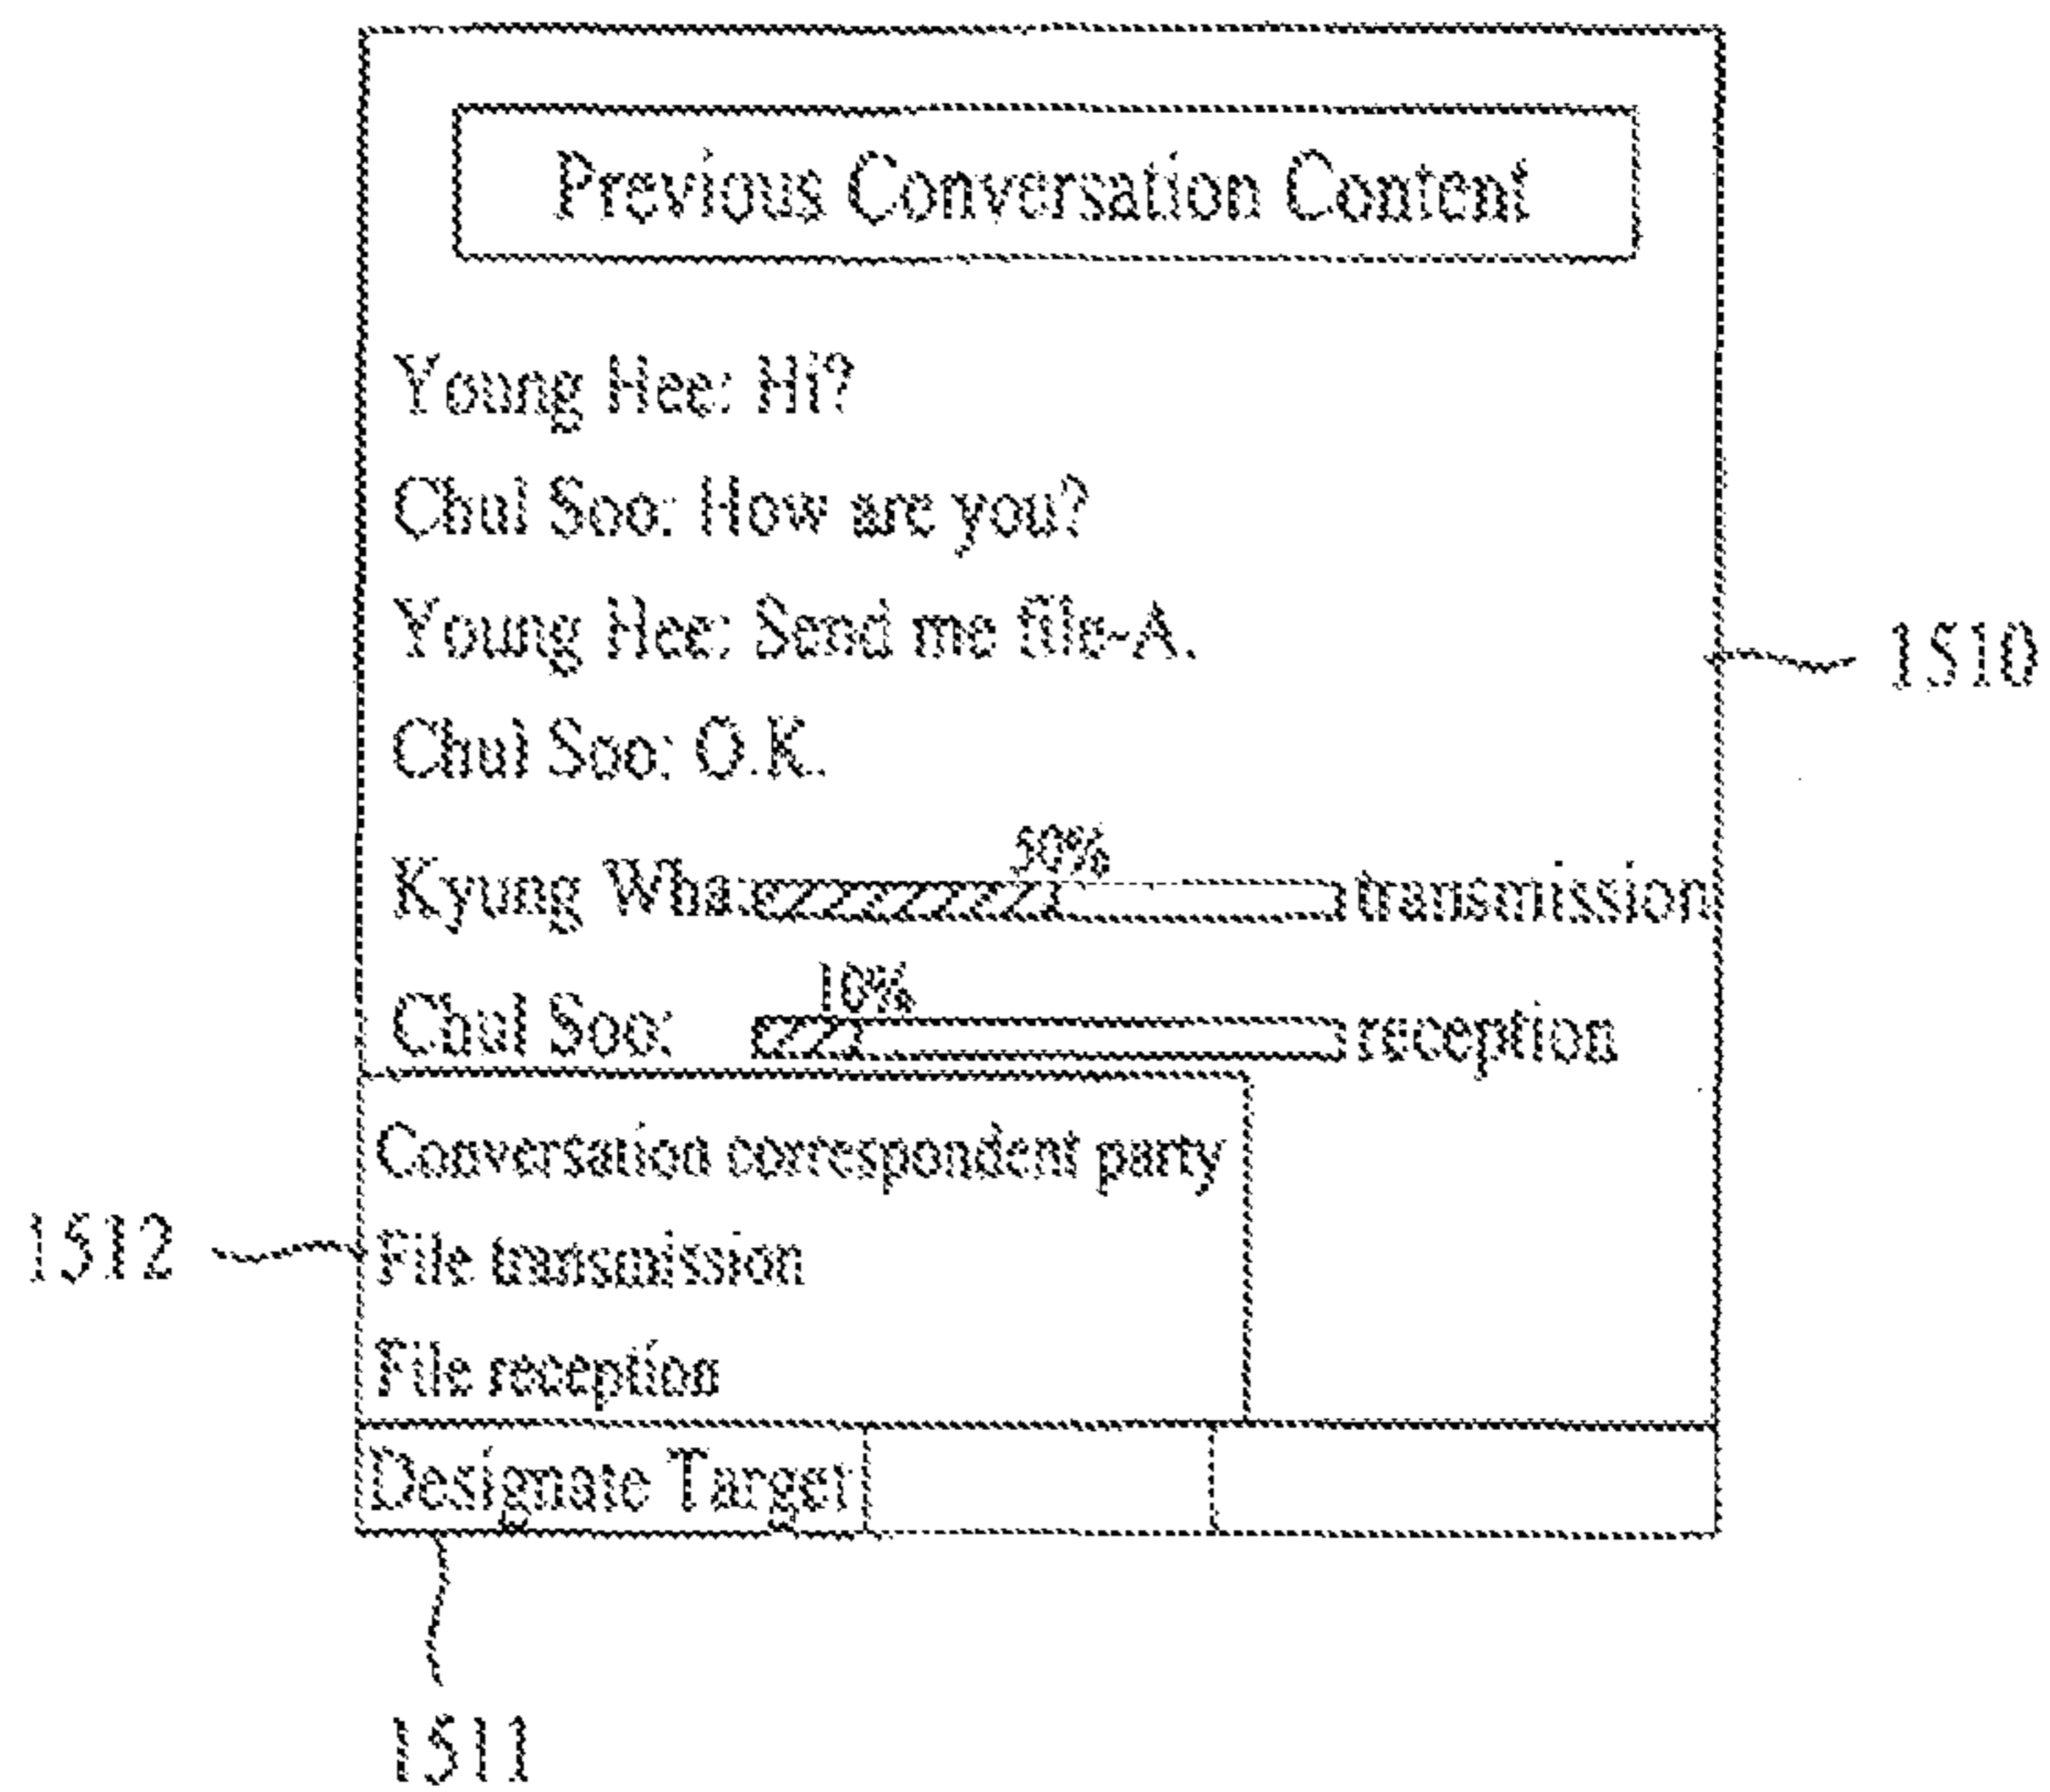 Previous Conversation Content
Young Hee: Hi?
Chul Soo: How are you?
Young Hee: Send me file-A.
1510
Chul Soo: O.K.
50%
Kyung Wha: transmission
10%
Chul Soo: reception
Conversation correspondent party
1512
File transmission
File reception
Designate Target
1511